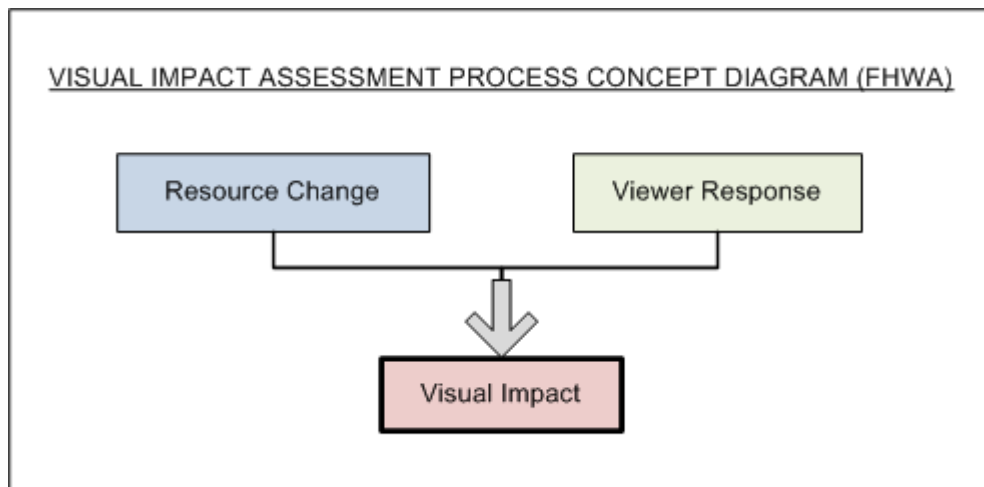 VISUAL IMPACT ASSESSMENT PROCESS CONCEPT DIAGRAM (FHWA)
Resource Change
Viewer Response
Visual Impact